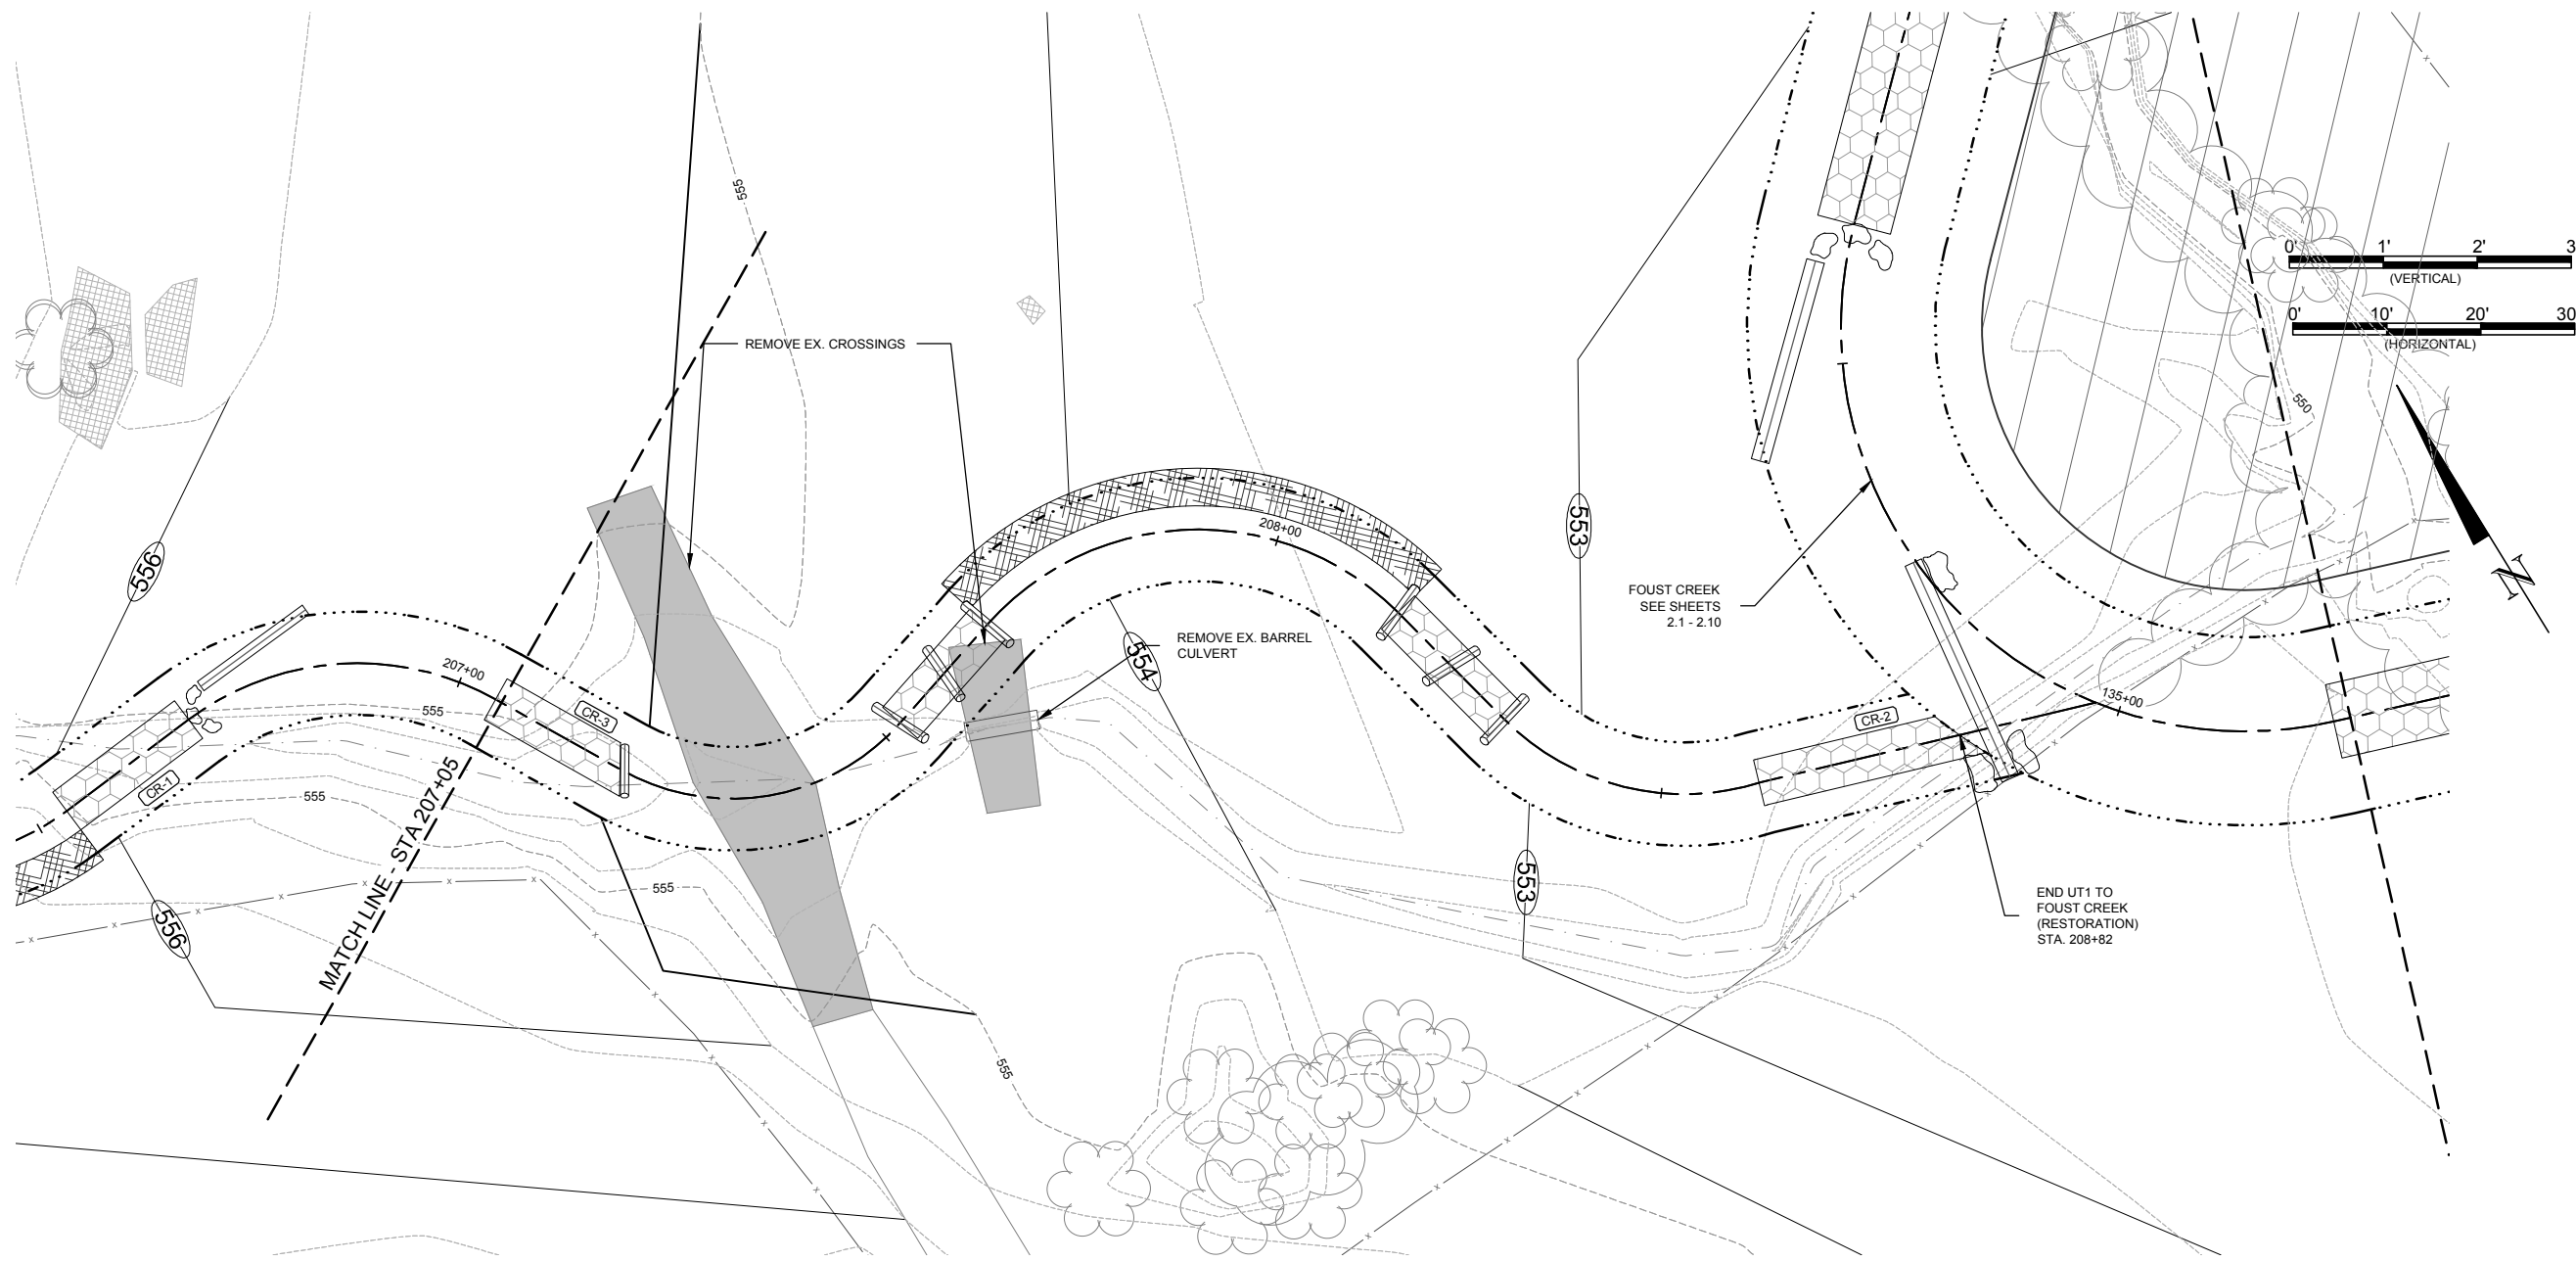 555
0' 1' 2' 3
(VERTICAL)
0' 10' 20' 30
(HORIZONTAL)
REMOVE EX. CROSSINGS
550
553
208+00
556
FOUST CREEK
SEE SHEETS
2.1 - 2.10
N
REMOVE EX. BARREL
CULVERT
554
207+00
135+00
555
CR-3
CR-2
CR-1
555
MATCH LINE - STA 207+05
555
553
556
END UT1 TO
FOUST CREEK
(RESTORATION)
STA. 208+82
555